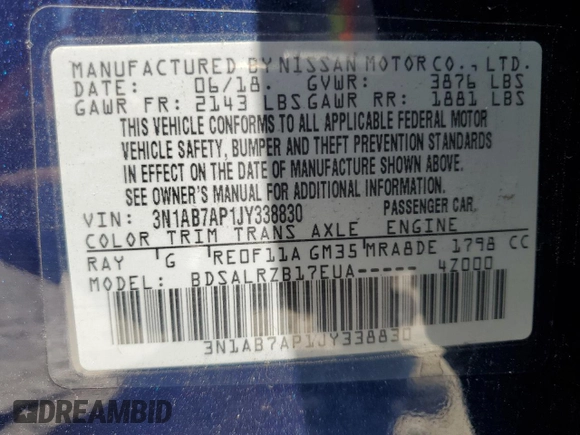 MANUFACTURED BY NISSAN MOTOR CO., LTD.
DATE: 06/18. GVWR: 3876 LBS
GAWR FR: 2143 LBS GAWR RR: 1881 LBS
THIS VEHICLE CONFORMS TO ALL APPLICABLE FEDERAL MOTOR
VEHICLE SAFETY, BUMPER AND THEFT PREVENTION STANDARDS
IN EFFECT ON THE DATE OF MANUFACTURE SHOWN ABOVE.
SEE OWNER'S MANUAL FOR ADDITIONAL INFORMATION.
VIN: 3N1AB7AP1JY338830 PASSENGER CAR.
COLOR TRIM TRANS AXLE ENGINE
RAY G RE0F11A GM35 MRA8DE 1798 CC
MODEL: BDSALRZB17EUA----- 4Z000
3N1AB7AP1JY338830
DREAMBID